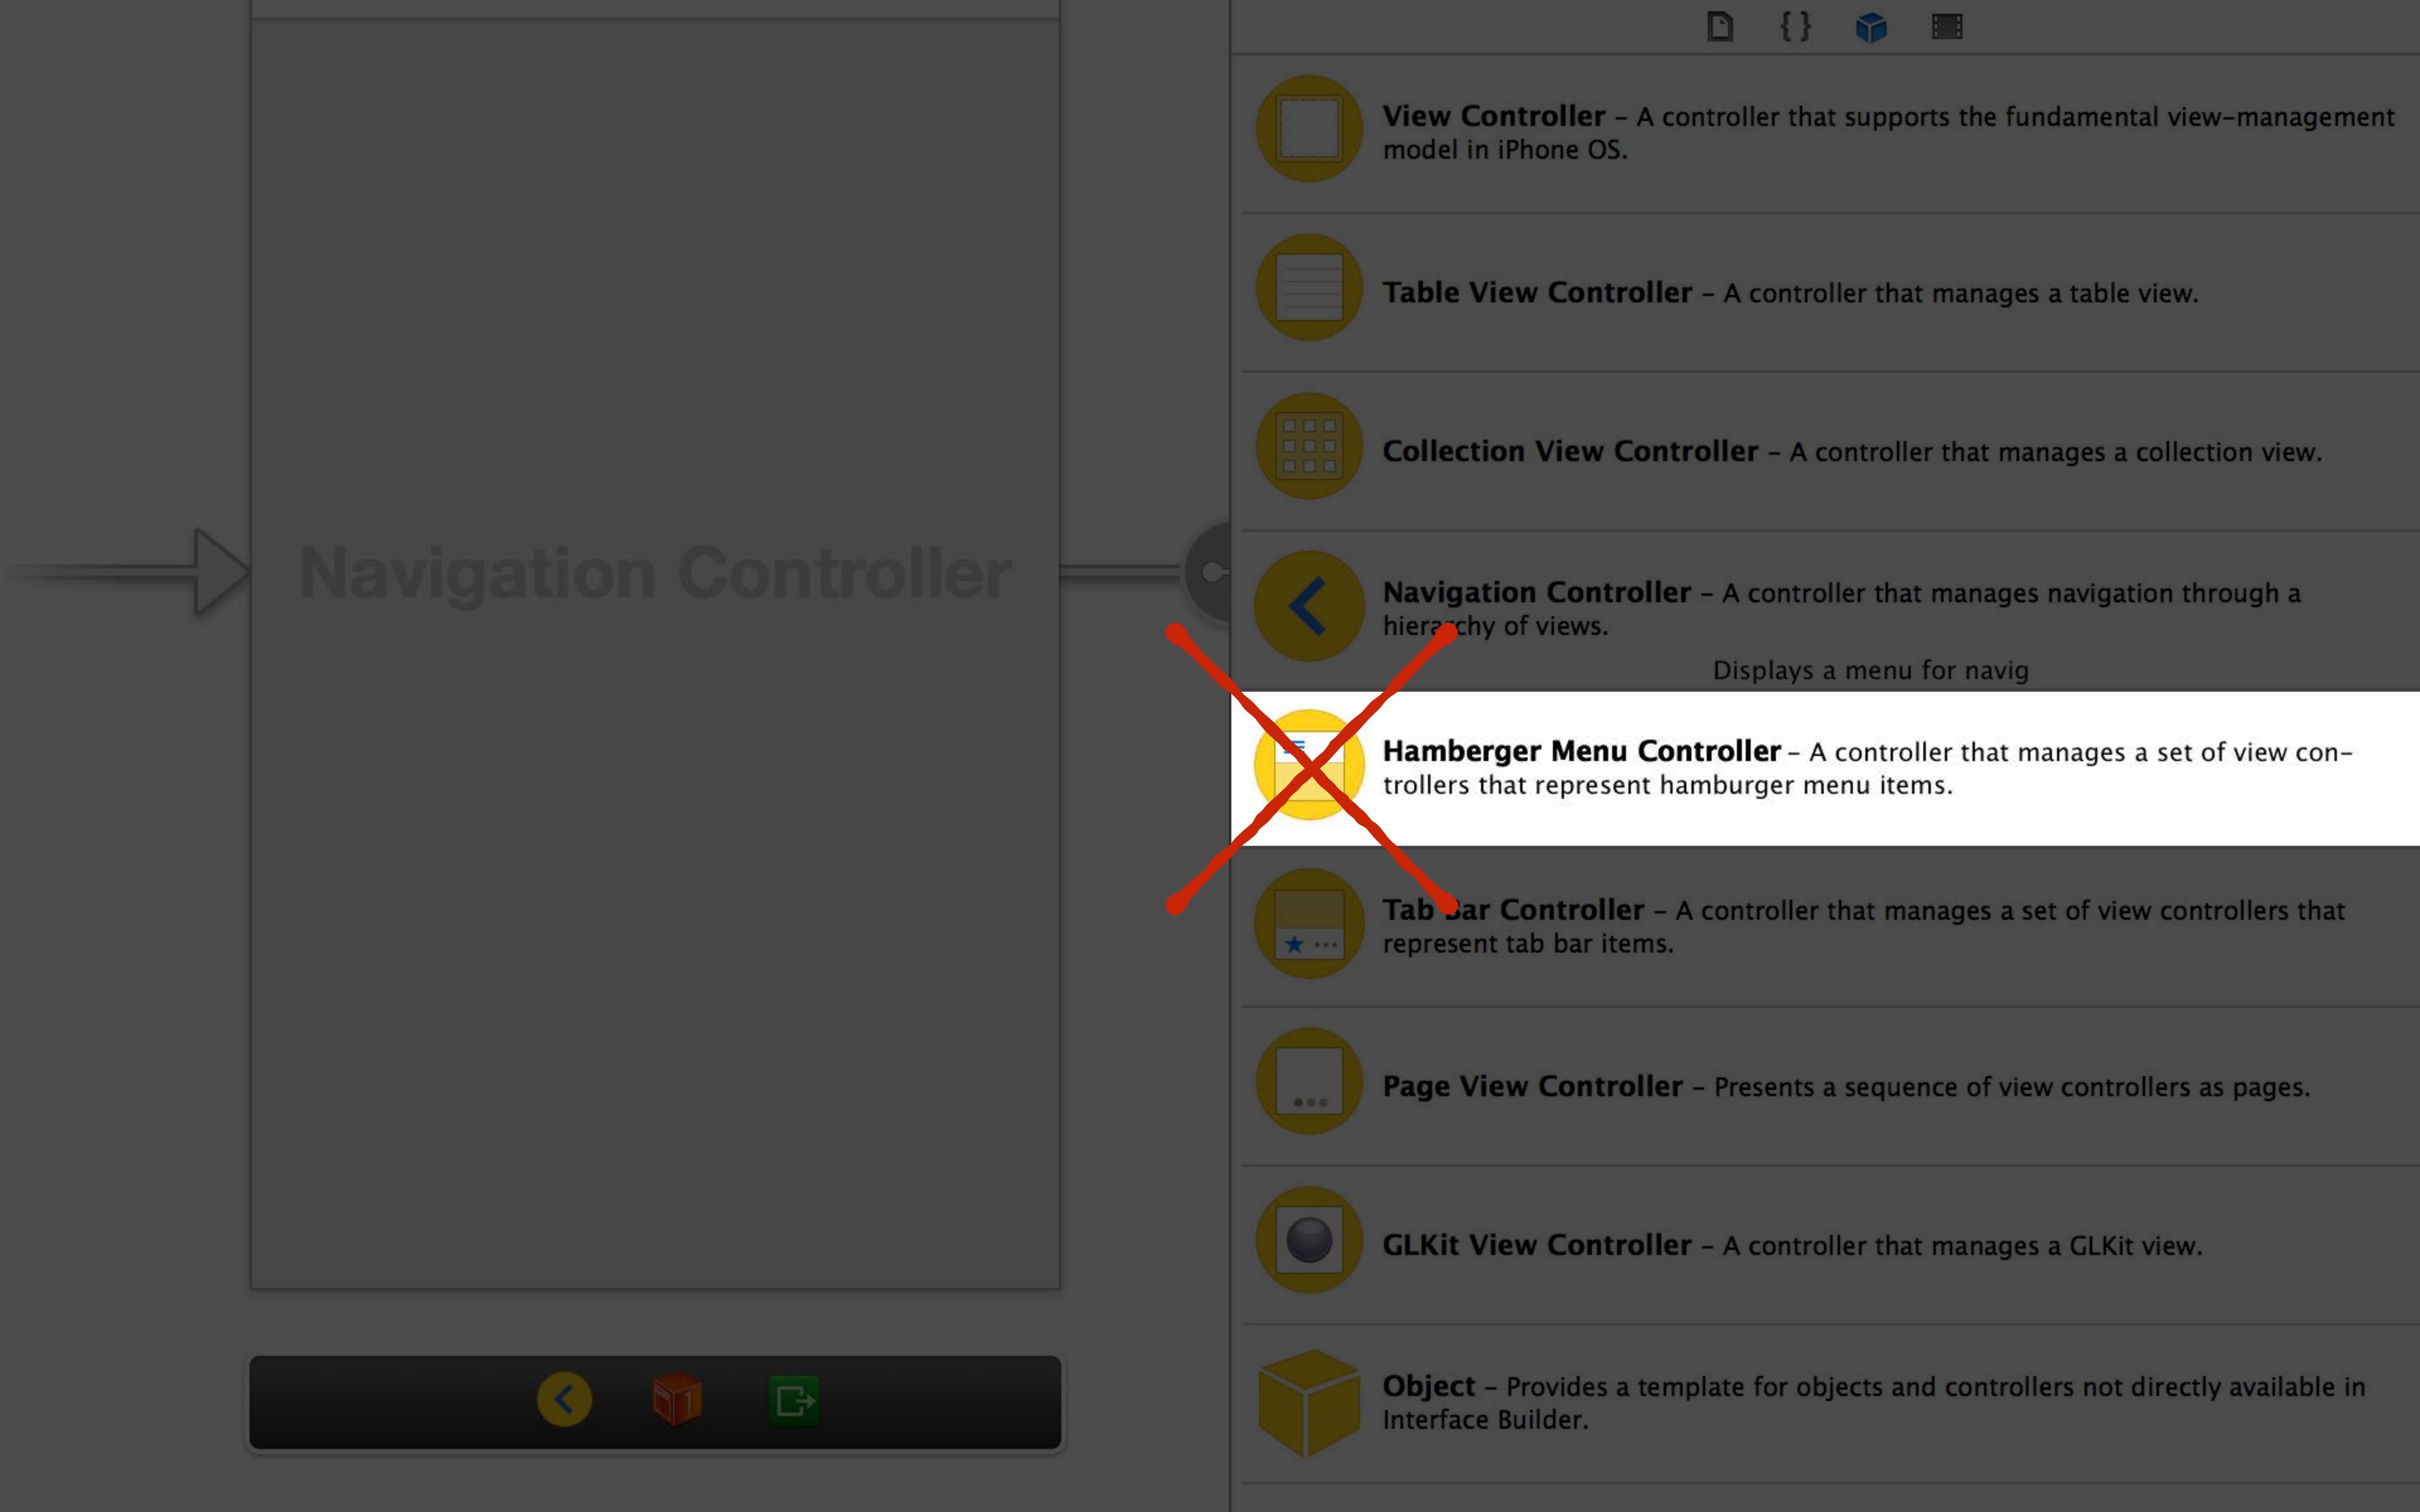 { }
View Controller – A controller that supports the fundamental view-management
model in iPhone OS.
Table View Controller – A controller that manages a table view.
Collection View Controller – A controller that manages a collection view.
Navigation Controller
Navigation Controller – A controller that manages navigation through a
hierarchy of views.
Displays a menu for navig
Hamberger Menu Controller – A controller that manages a set of view con-
trollers that represent hamburger menu items.
Tab Bar Controller – A controller that manages a set of view controllers that
represent tab bar items.
Page View Controller – Presents a sequence of view controllers as pages.
GLKit View Controller – A controller that manages a GLKit view.
Object – Provides a template for objects and controllers not directly available in
Interface Builder.
1